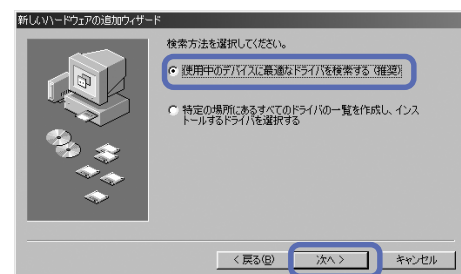 新しいハードウェアの追加ウィザード
検索方法を選択してください。
使用中のデバイスに最適なドライバを検索する (推奨)
特定の場所にあるすべてのドライバの一覧を作成し、インス
トールするドライバを選択する
< 戻る(B)
次へ >
キャンセル